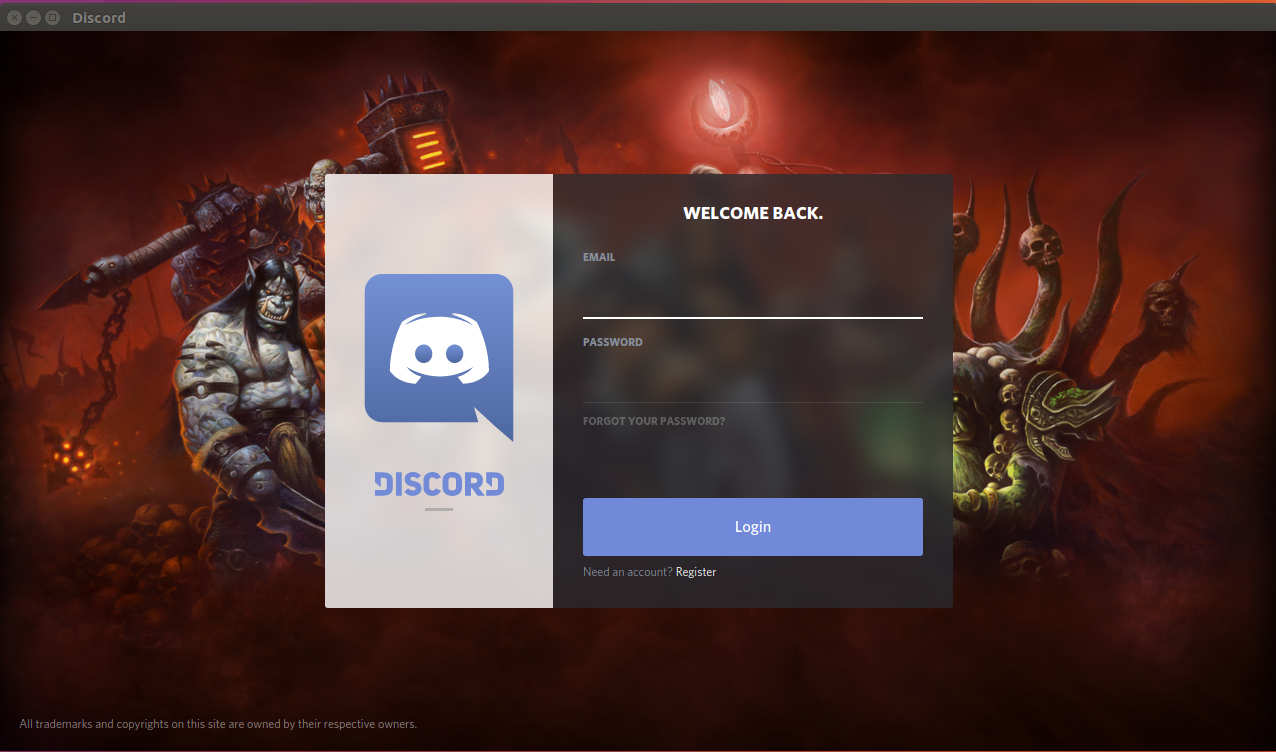 Discord
WELCOME BACK.
EMAIL
PASSWORD
FORGOT YOUR PASSWORD?
DISCORD
Login
Need an account? Register
All trademarks and copyrights on this site are owned by their respective owners.